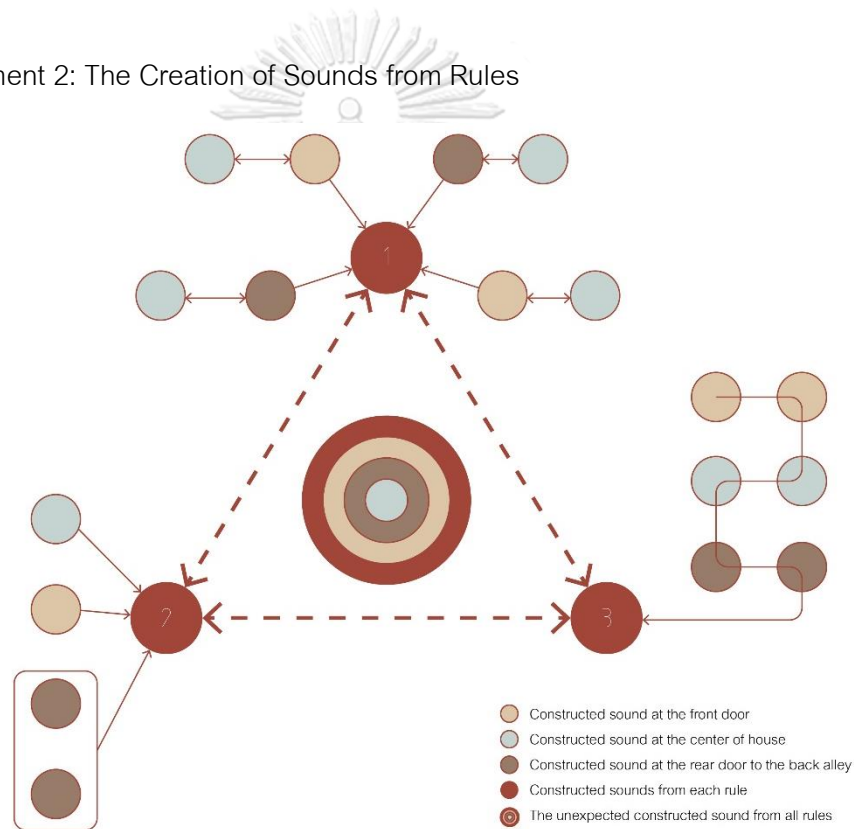 nent 2: The Creation of Sounds from Rules
1
2
3
Constructed sound at the front door
Constructed sound at the center of house
Constructed sound at the rear door to the back alley
Constructed sounds from each rule
The unexpected constructed sound from all rules